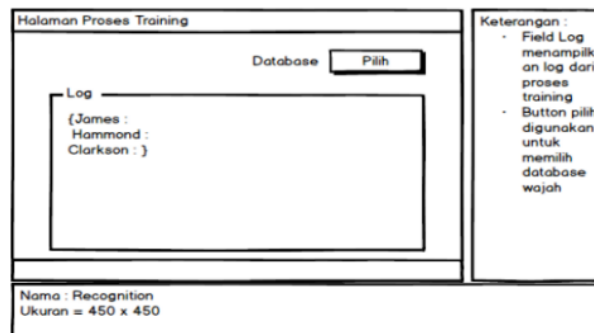 Halaman Proses Training
Database Pilih
Log
{James :
Hammond :
Clarkson : }
Keterangan :
- Field Log
menampilk
an log dari
proses
training
- Button pilih
digunakan
untuk
memilih
database
wajah
Nama : Recognition
Ukuran = 450 x 450